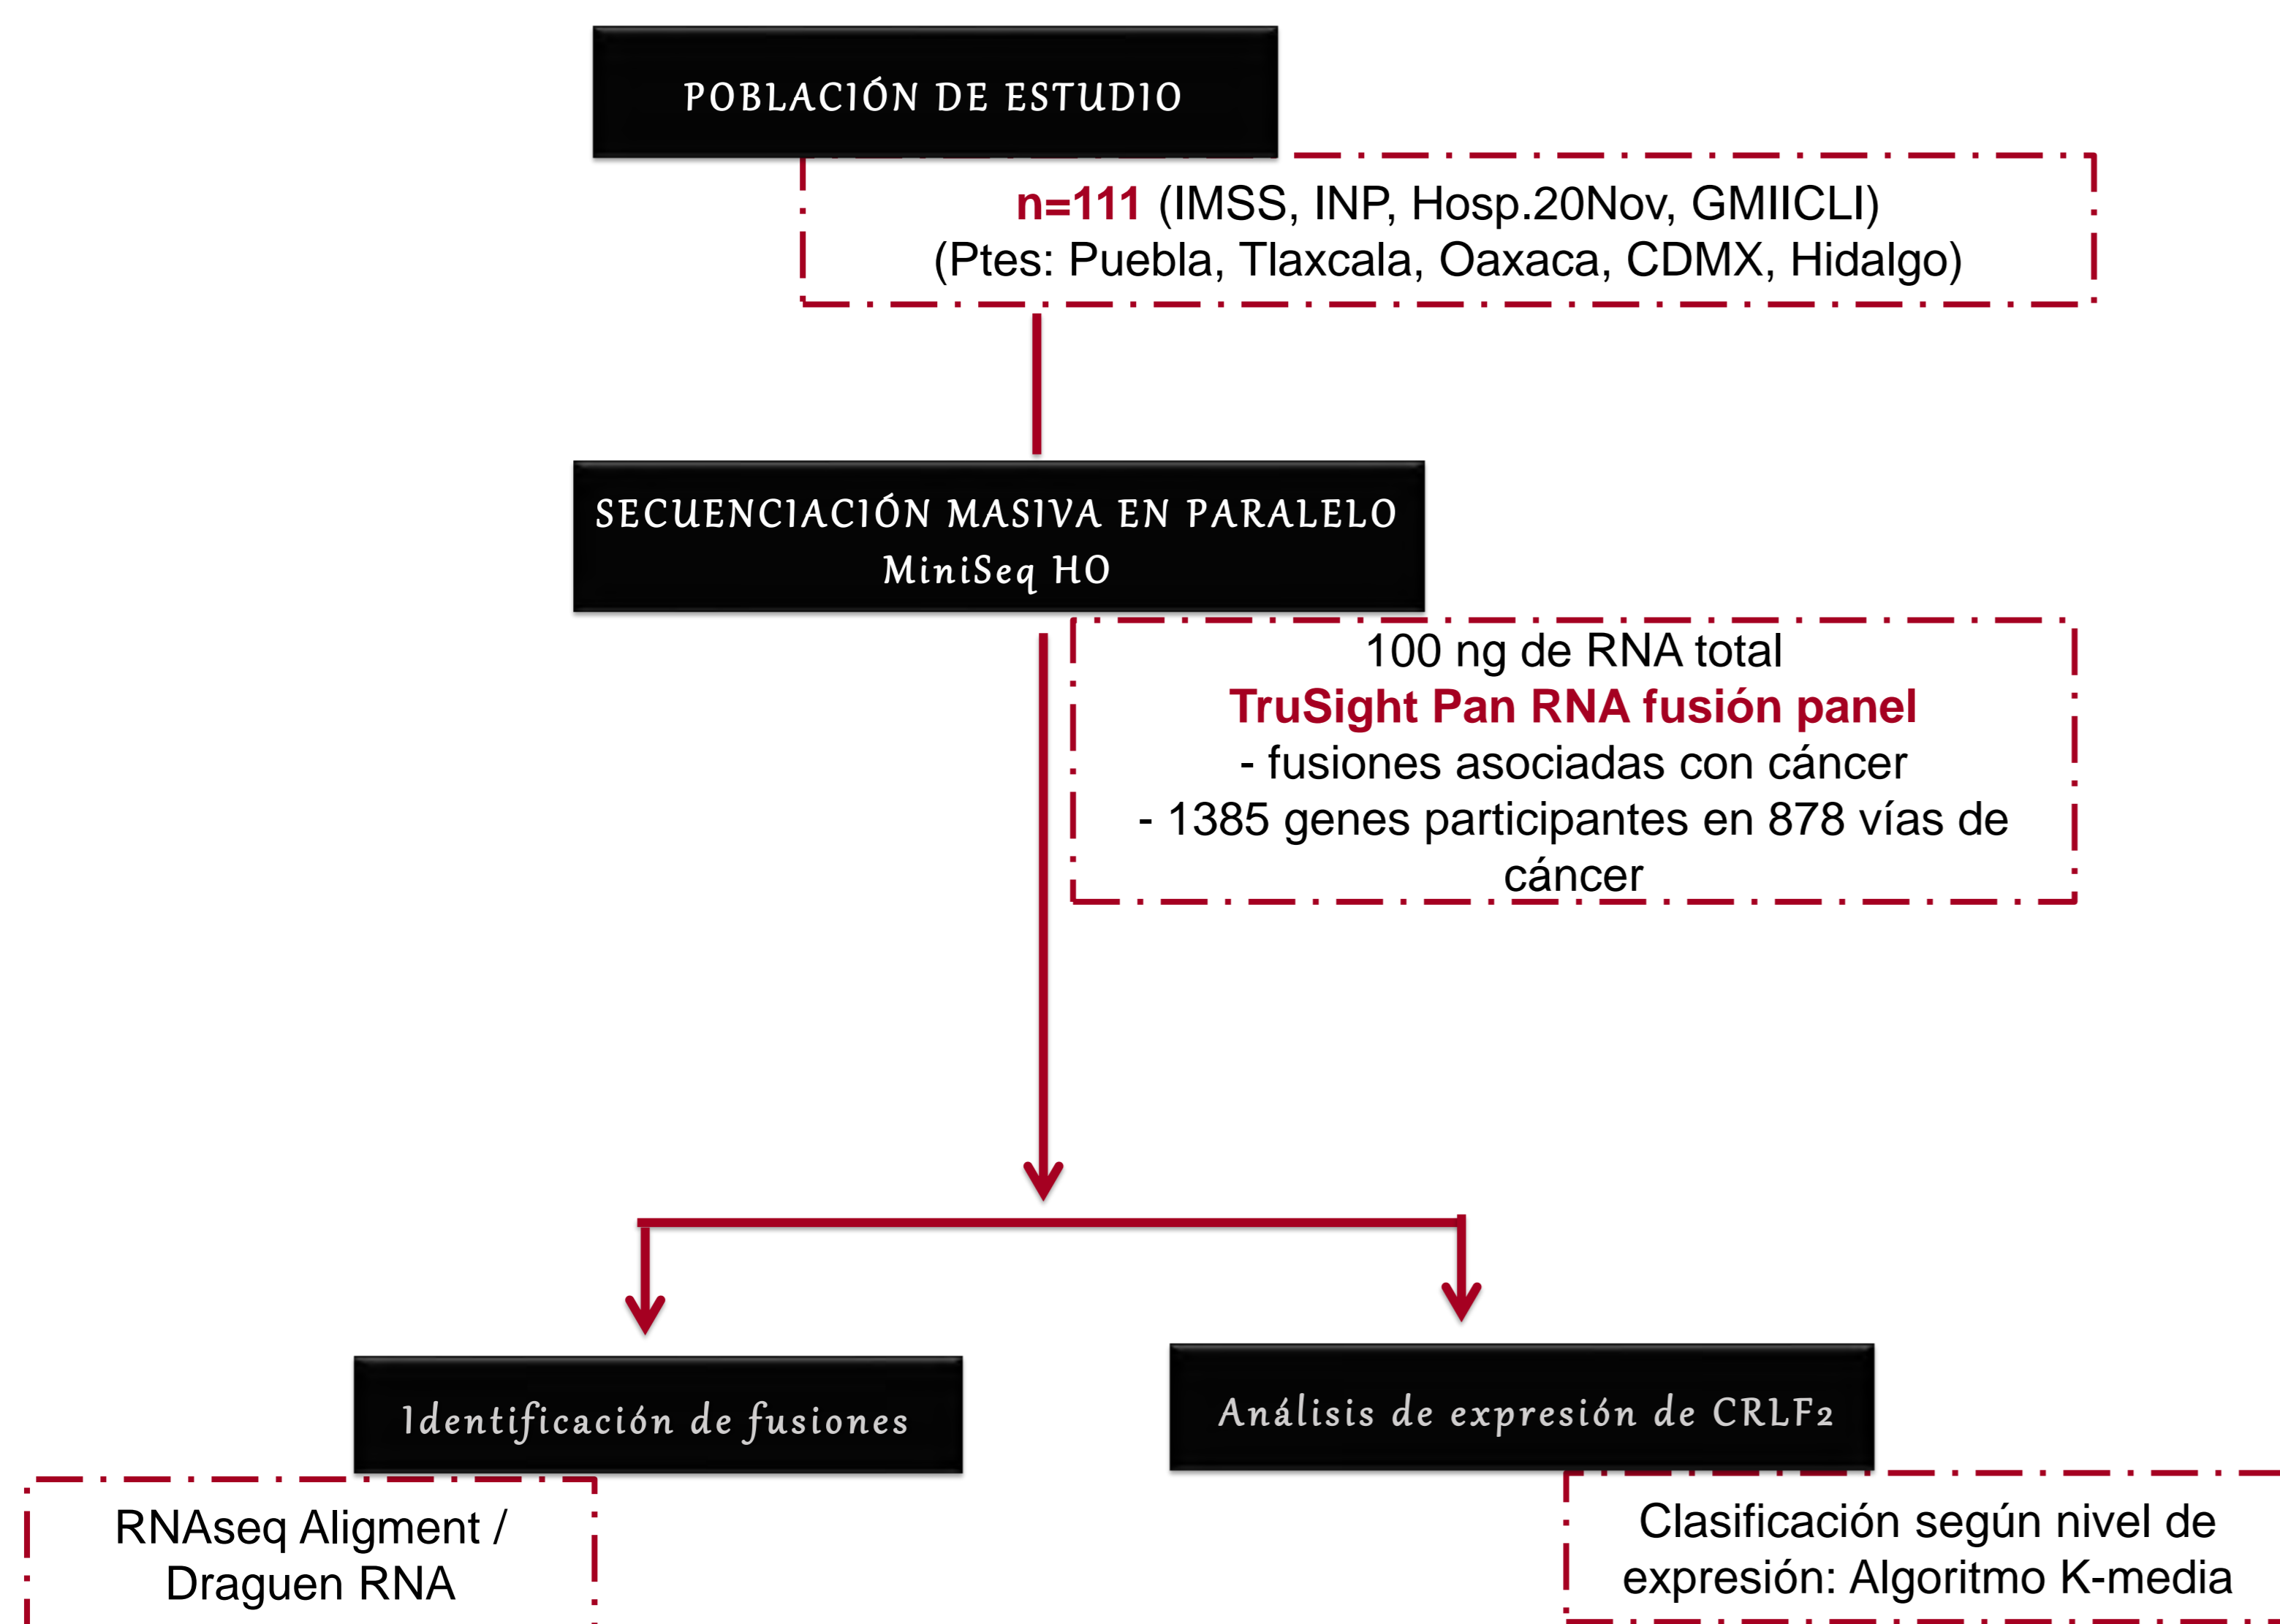 POBLACIÓN DE ESTUDIO
n=111 (IMSS, INP, Hosp.20Nov, GMIICLI)
(Ptes: Puebla, Tlaxcala, Oaxaca, CDMX, Hidalgo)
SECUENCIACIÓN MASIVA EN PARALELO
MiniSeq HO
100 ng de RNA total
TruSight Pan RNA fusión panel
- fusiones asociadas con cáncer
- 1385 genes participantes en 878 vías de
cáncer
Identificación de fusiones
Análisis de expresión de CRLF2
RNAseq Aligment /
Draguen RNA
Clasificación según nivel de
expresión: Algoritmo K-media